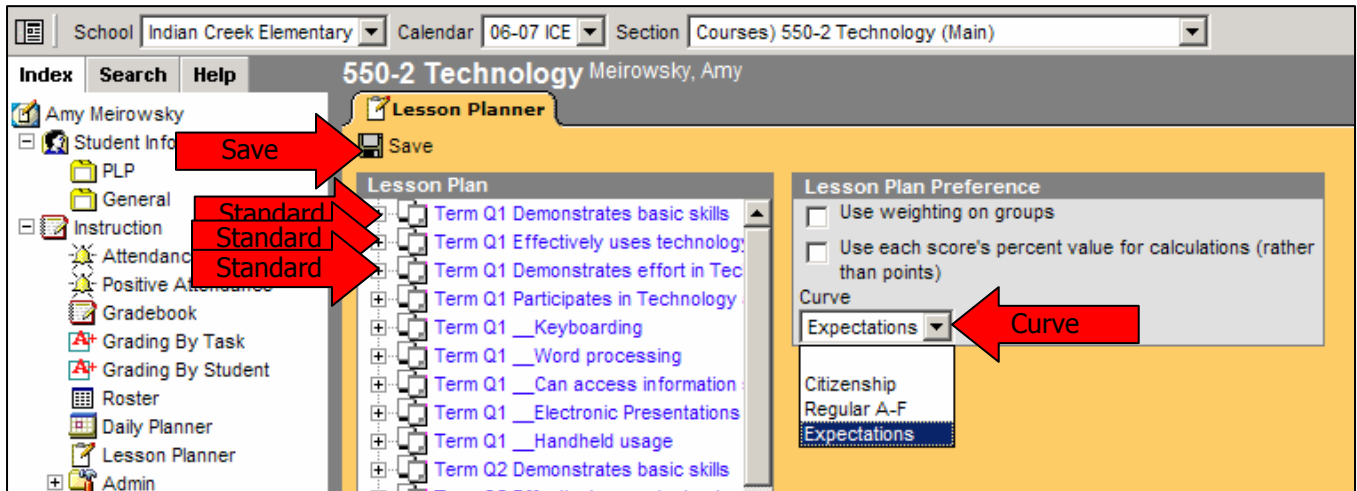 School Indian Creek Elementary Calendar 06-07 ICE Section Courses) 550-2 Technology (Main)
Index Search Help
550-2 Technology Meirowsky, Amy
Amy Meirowsky
Student Info
PLP
General
Instruction
Attendanc
Positive Attendance
Gradebook
Grading By Task
Grading By Student
Roster
Daily Planner
Lesson Planner
Admin
Lesson Planner
Save
Save
Lesson Plan
Standard
Standard
Standard
Term Q1 Demonstrates basic skills
Term Q1 Effectively uses technology
Term Q1 Demonstrates effort in Tec
Term Q1 Participates in Technology
Term Q1 __Keyboarding
Term Q1 __Word processing
Term Q1 __Can access information
Term Q1 __Electronic Presentations
Term Q1 __Handheld usage
Term Q2 Demonstrates basic skills
Lesson Plan Preference
Use weighting on groups
Use each score's percent value for calculations (rather
than points)
Curve
Expectations
Curve
Citizenship
Regular A-F
Expectations